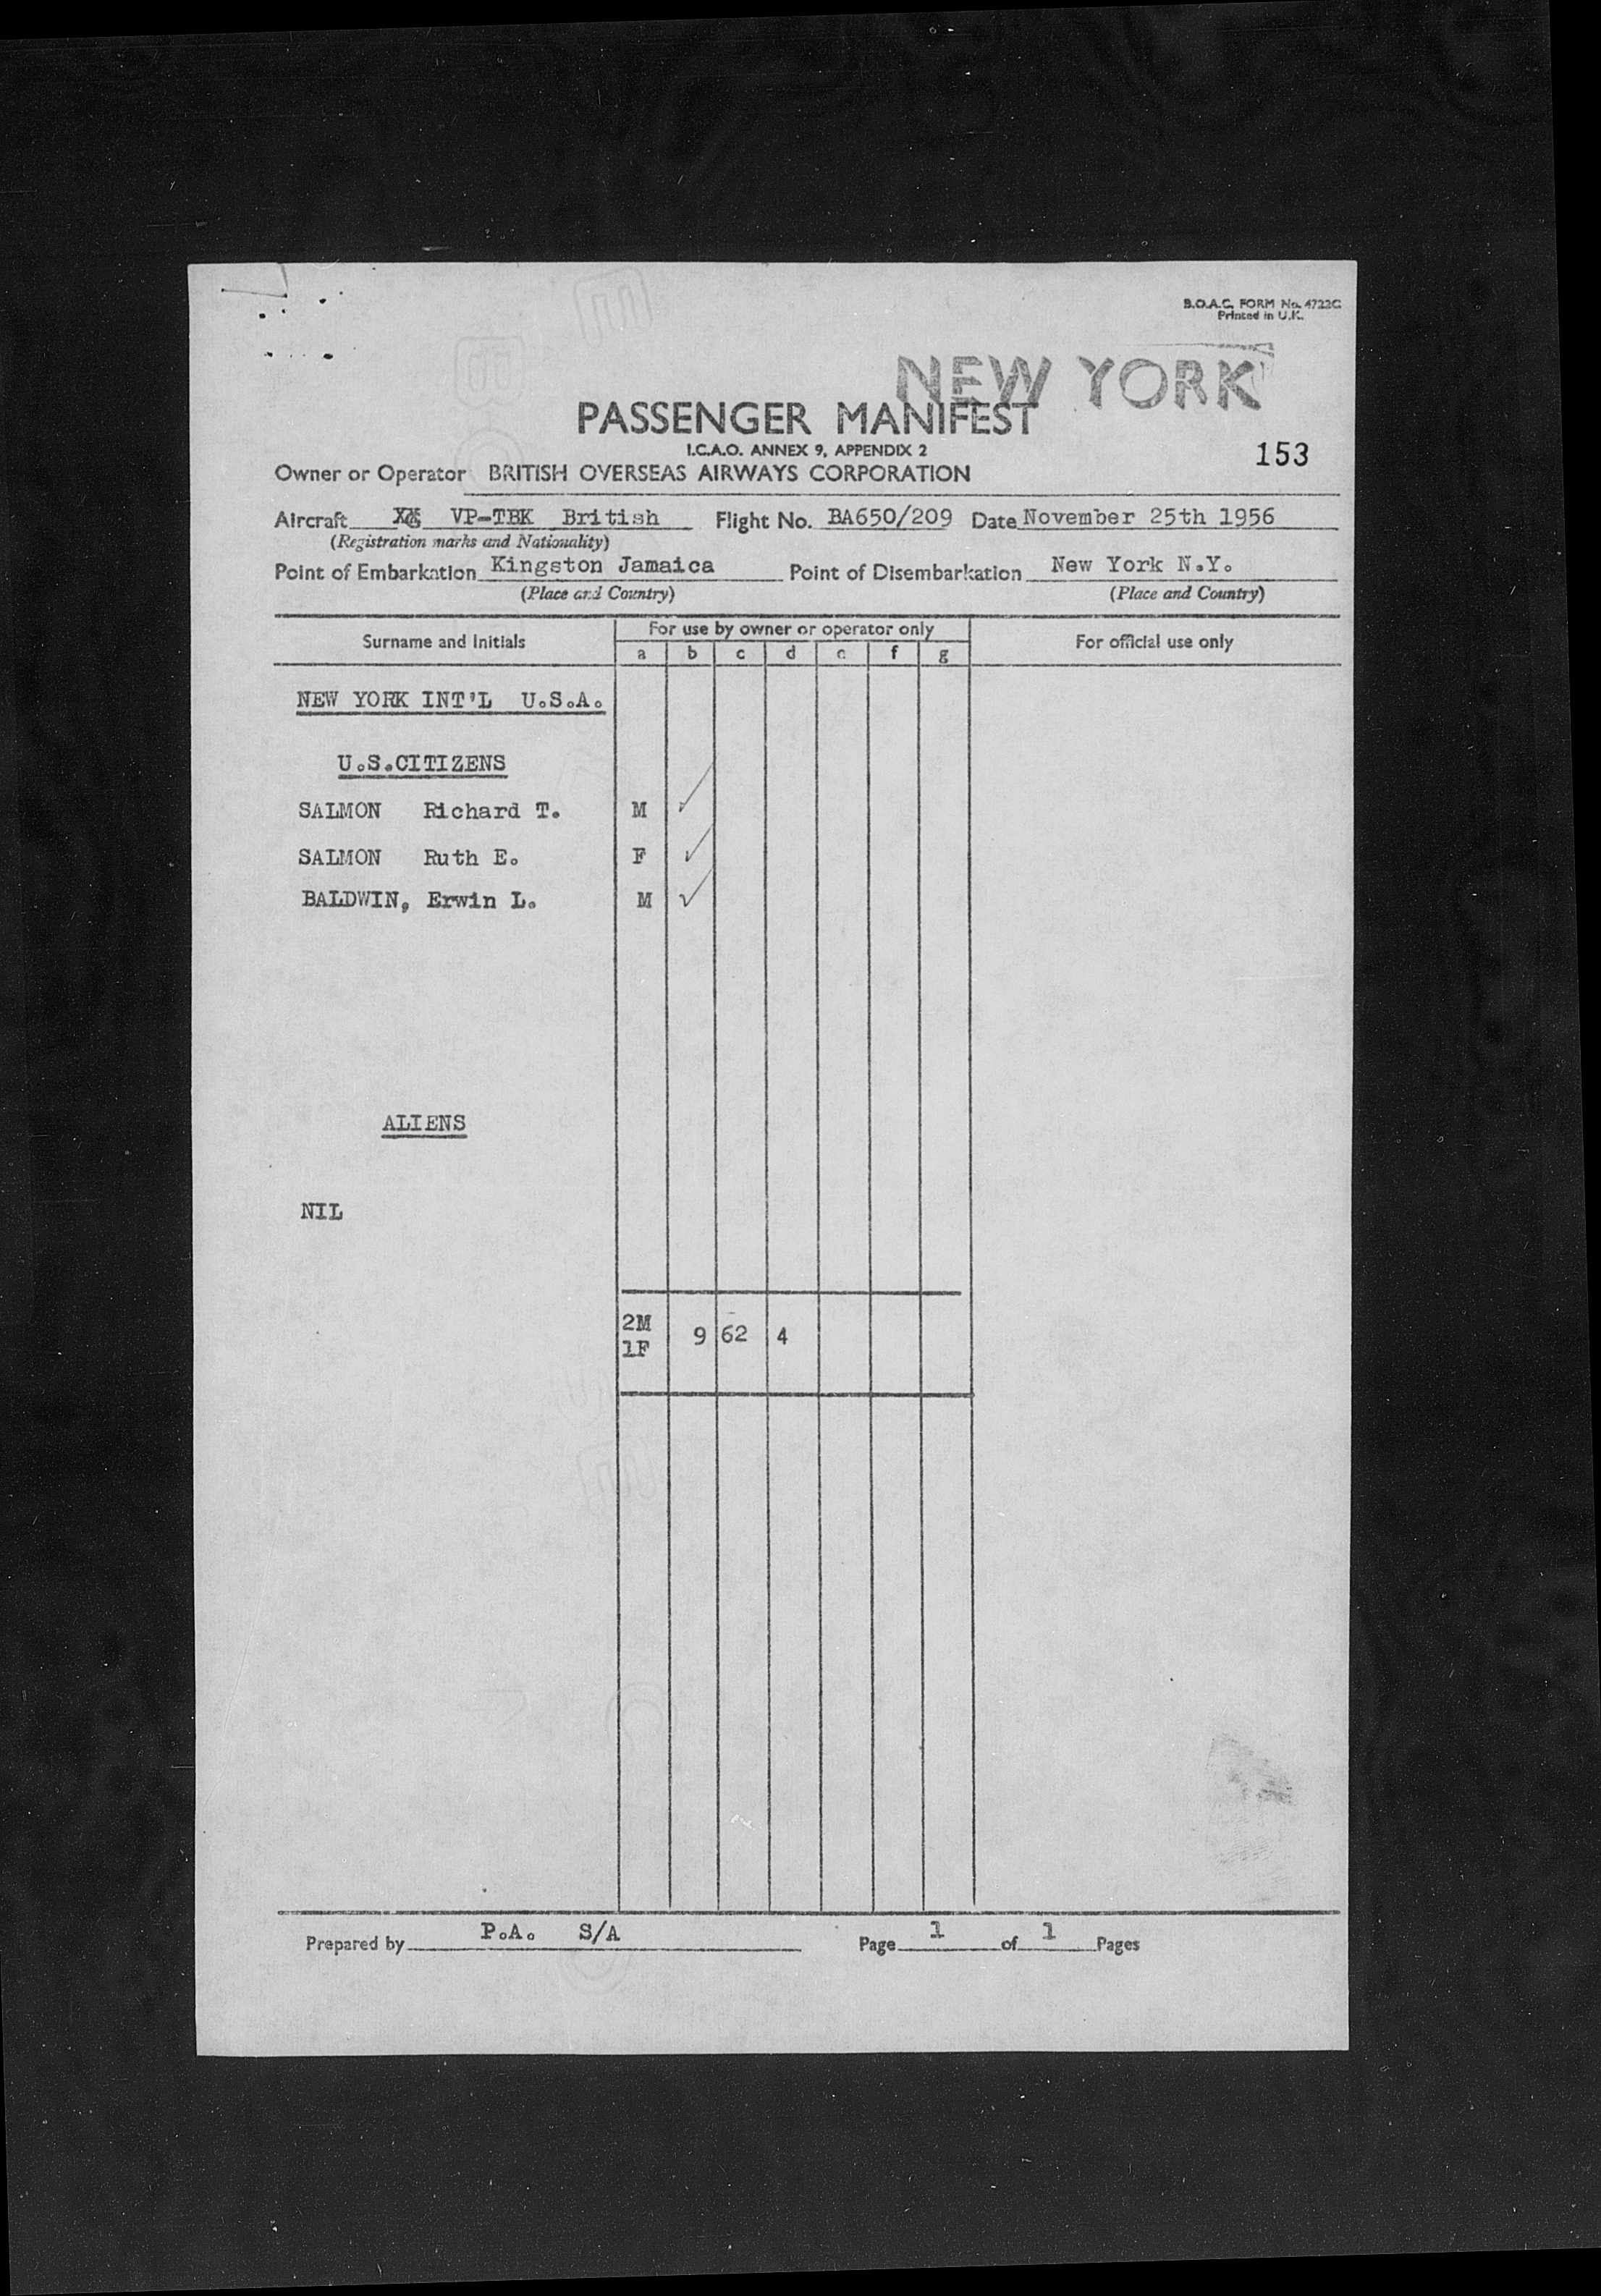 B.O.A.C. FORM No. 4722C
Printed in U.K.
NEW YORK
PASSENGER MANIFEST
I.C.A.O. ANNEX 9, APPENDIX 2
153
Owner or Operator BRITISH OVERSEAS AIRWAYS CORPORATION
Aircraft VP-TBK British Flight No. BA650/209 Date November 25th 1956
(Registration marks and Nationality)
Point of Embarkation Kingston Jamaica Point of Disembarkation New York N.Y.
(Place and Country) (Place and Country)
Surname and Initials For use by owner or operator only For official use only
a b c d e f g
NEW YORK INT'L U.S.A.
U.S.CITIZENS
SALMON Richard T. M ✓
SALMON Ruth E. F ✓
BALDWIN, Erwin L. M ✓
ALIENS
NIL
2M
1F 9 62 4
Prepared by P.A. S/A Page 1 of 1 Pages